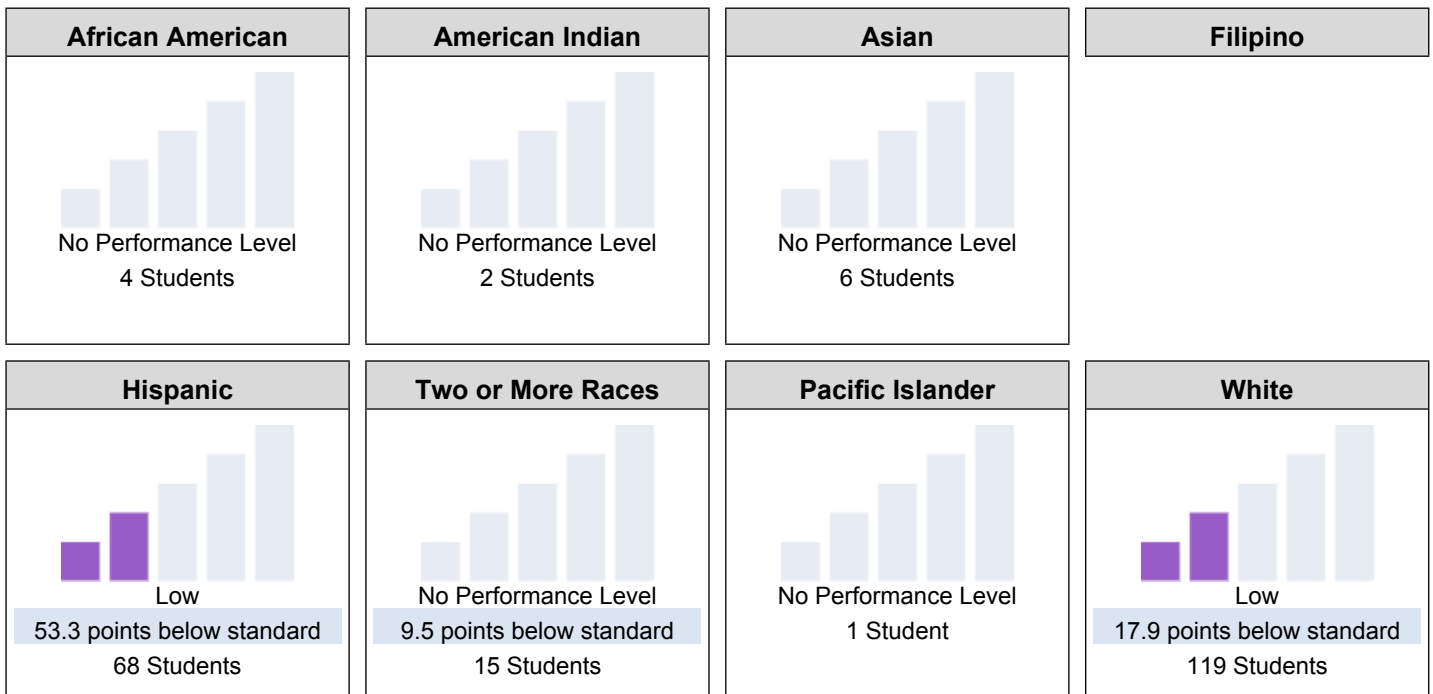 African American
No Performance Level
4 Students
American Indian
No Performance Level
2 Students
Asian
No Performance Level
6 Students
Filipino
Hispanic
Low
53.3 points below standard
68 Students
Two or More Races
No Performance Level
9.5 points below standard
15 Students
Pacific Islander
No Performance Level
1 Student
White
Low
17.9 points below standard
119 Students